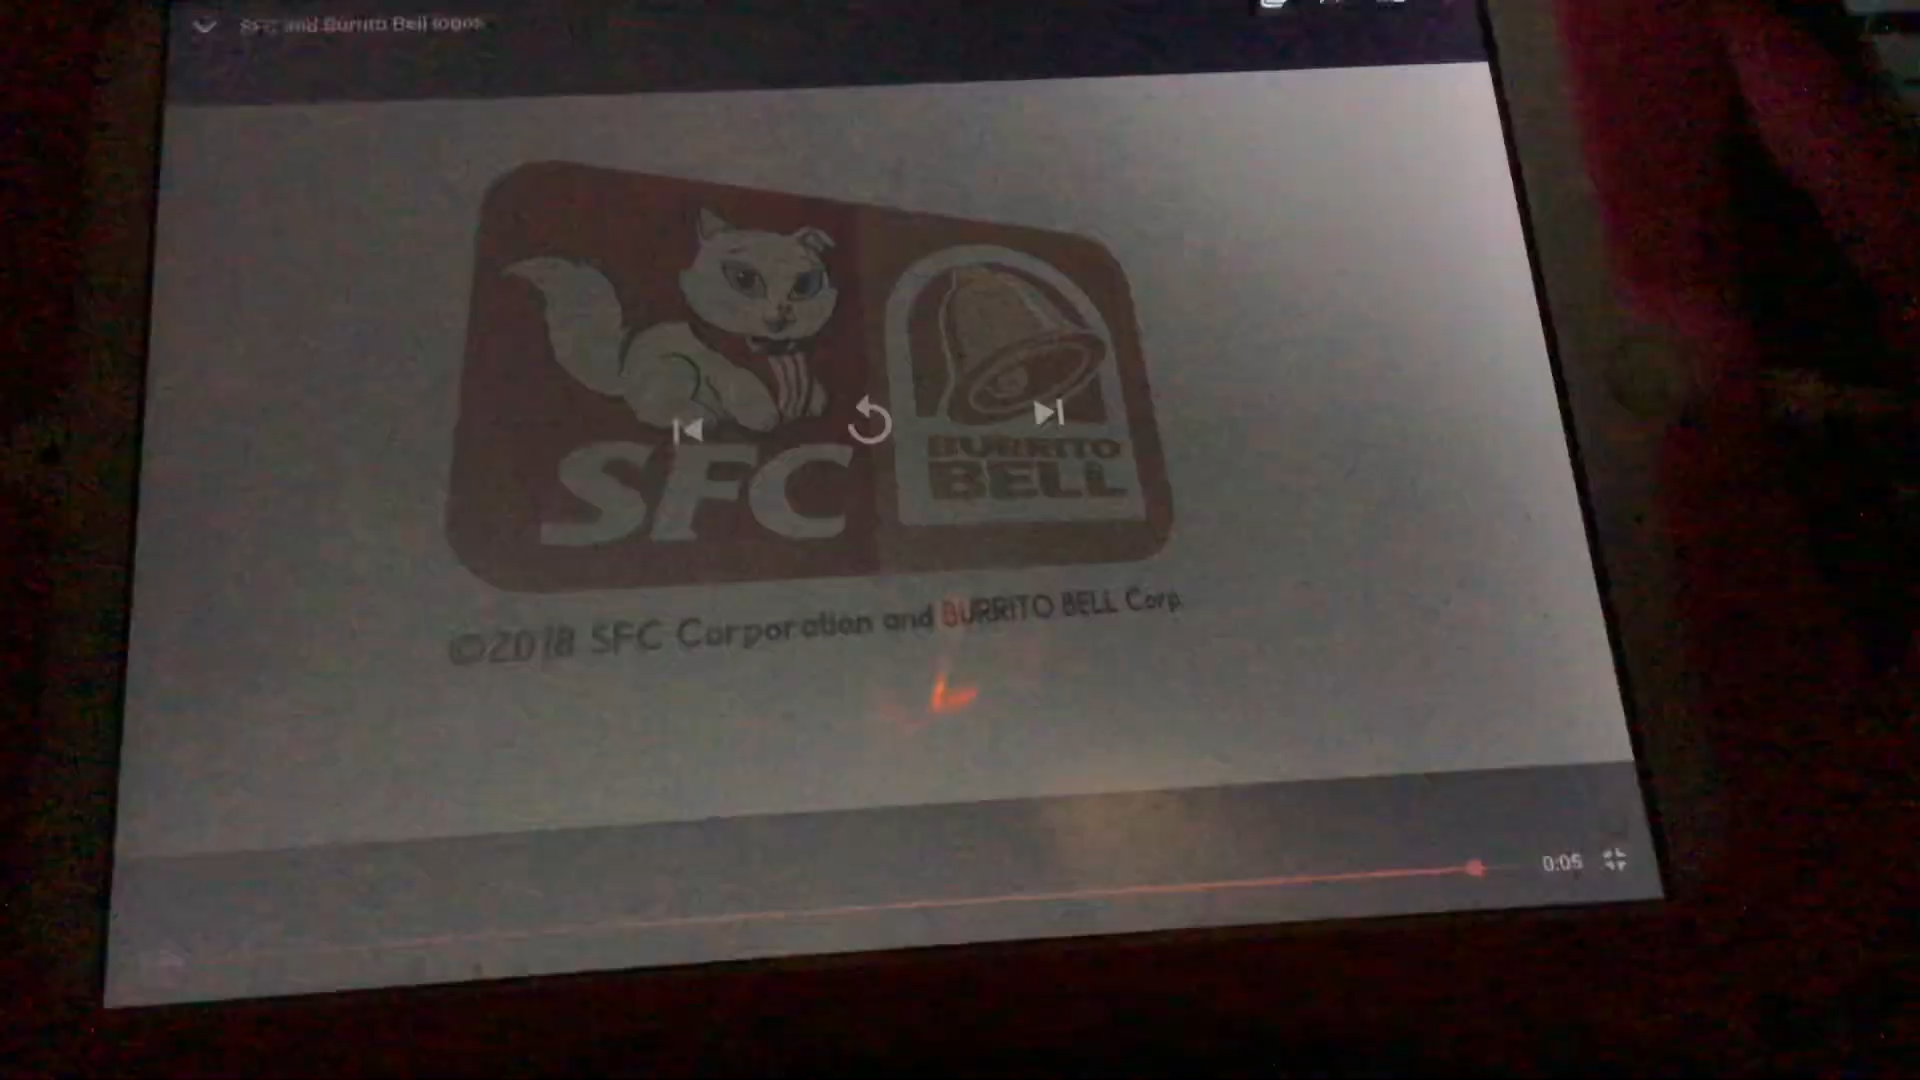 SFC and Burrito Bell logos
SFC
BURRITO
BELL
©2018 SFC Corporation and BURRITO BELL Corp.
0:05